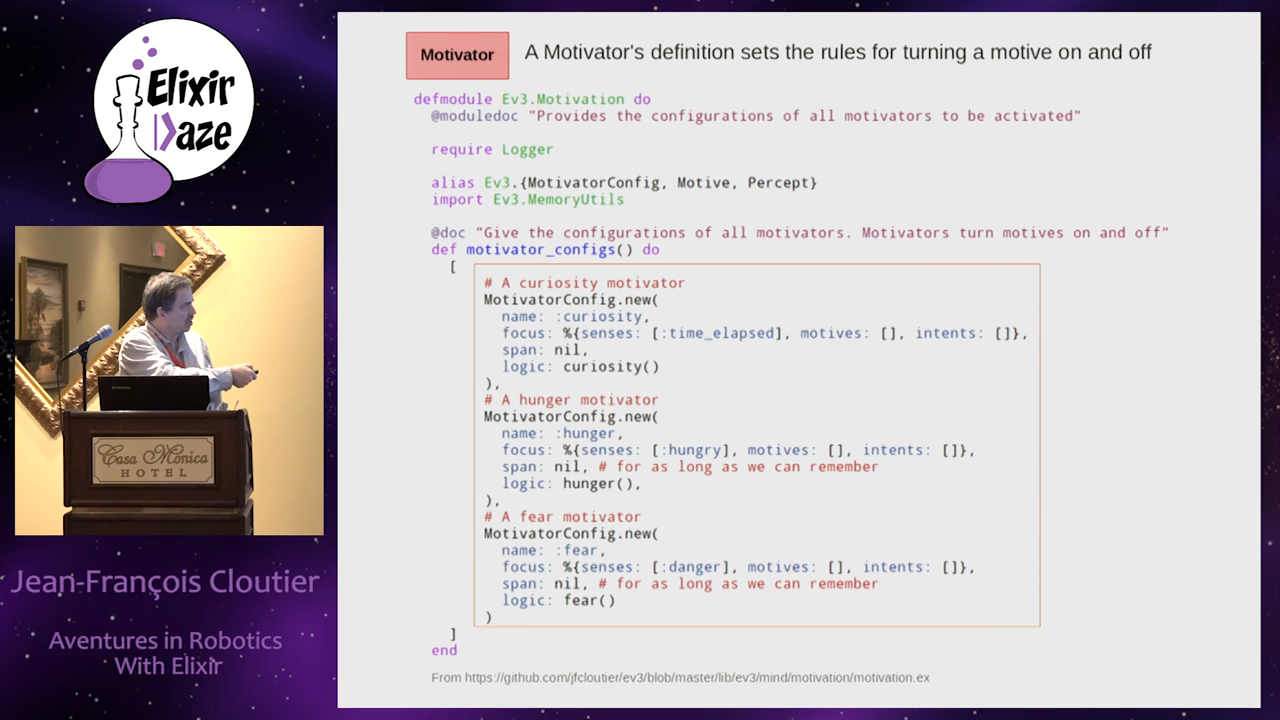 Elixir
Daze
Casa Monica
HOTEL
Jean-François Cloutier
Aventures in Robotics
With Elixir
Motivator
A Motivator's definition sets the rules for turning a motive on and off
defmodule Ev3.Motivation do
@moduledoc "Provides the configurations of all motivators to be activated"
require Logger
alias Ev3.{MotivatorConfig, Motive, Percept}
import Ev3.MemoryUtils
@doc "Give the configurations of all motivators. Motivators turn motives on and off"
def motivator_configs() do
[
# A curiosity motivator
MotivatorConfig.new(
name: :curiosity,
focus: %{senses: [:time_elapsed], motives: [], intents: []},
span: nil,
logic: curiosity()
),
# A hunger motivator
MotivatorConfig.new(
name: :hunger,
focus: %{senses: [:hungry], motives: [], intents: []},
span: nil, # for as long as we can remember
logic: hunger(),
),
# A fear motivator
MotivatorConfig.new(
name: :fear,
focus: %{senses: [:danger], motives: [], intents: []},
span: nil, # for as long as we can remember
logic: fear()
)
]
end
From https://github.com/jfcloutier/ev3/blob/master/lib/ev3/mind/motivation/motivation.ex